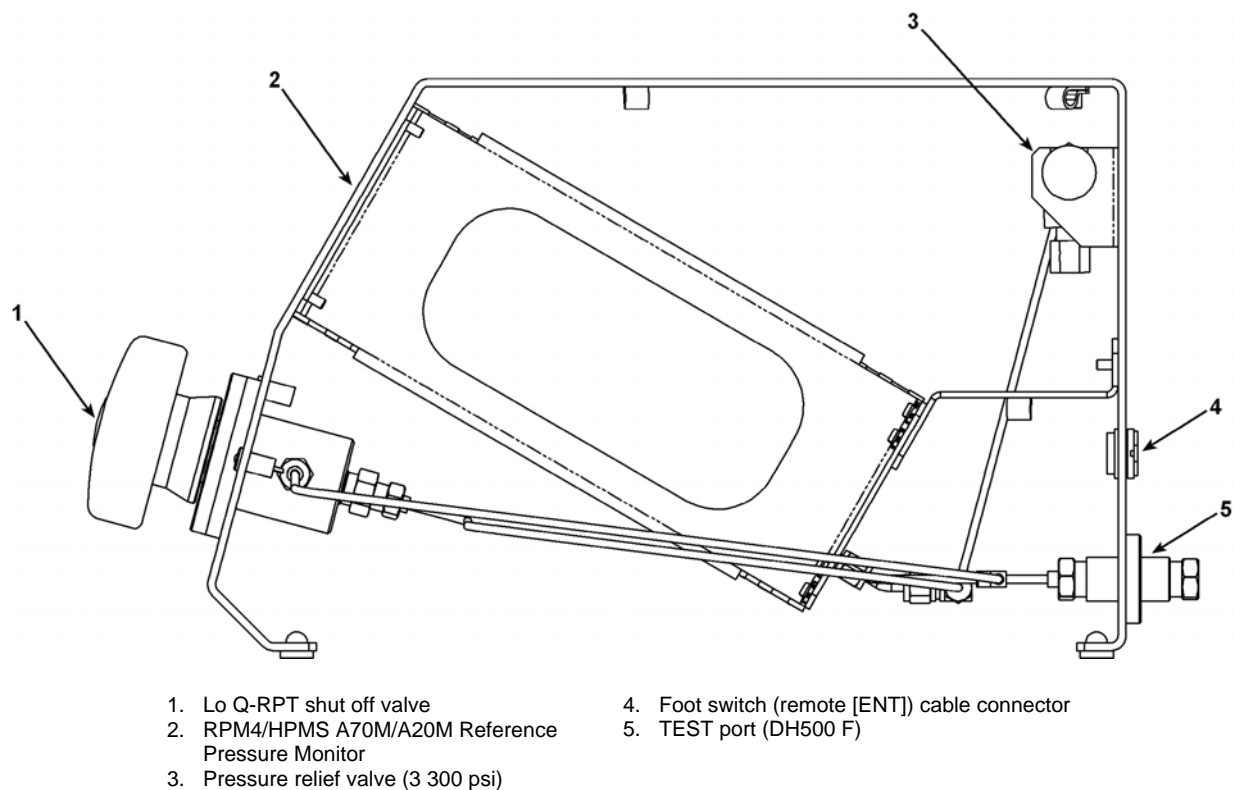 3
2
1
4
5
1. Lo Q-RPT shut off valve
2. RPM4/HPMS A70M/A20M Reference
Pressure Monitor
3. Pressure relief valve (3 300 psi)
4. Foot switch (remote [ENT]) cable connector
5. TEST port (DH500 F)